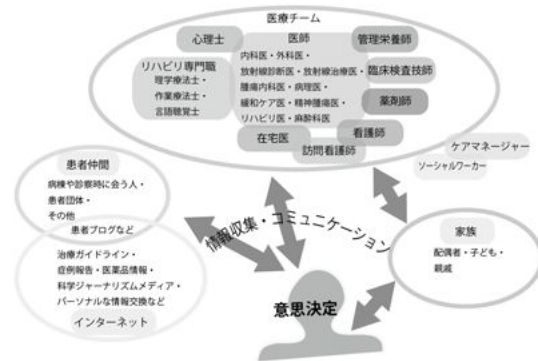 医療チーム
心理士
医師
管理栄養師
内科医・外科医・
放射線診断医・放射線治療医・
腫瘍内科医・病理医・
緩和ケア医・精神腫瘍医・
リハビリ医・麻酔科医
臨床検査技師
薬剤師
リハビリ専門職
理学療法士・
作業療法士・
言語聴覚士
在宅医
訪問看護師
看護師
ケアマネージャー
ソーシャルワーカー
患者仲間
病棟や診察時に会う人・
患者団体・
その他
患者ブログなど
治療ガイドライン・
症例報告・医薬品情報・
科学ジャーナリズムメディア・
パーソナルな情報交換など
インターネット
情報収集・コミュニケーション
家族
配偶者・子ども・
親戚
意思決定